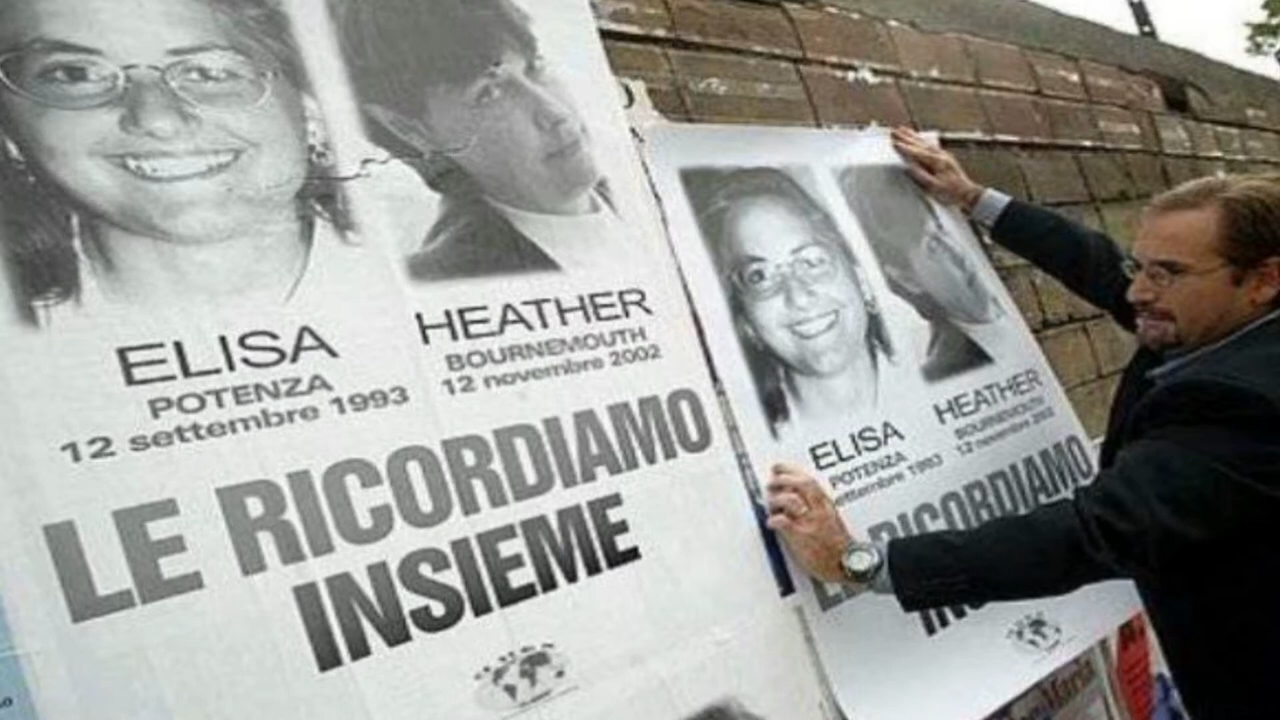 ELISA
POTENZA
12 settembre 1993
HEATHER
BOURNEMOUTH
12 novembre 2002
LE RICORDIAMO
INSIEME
ELISA
POTENZA
settembre 1993
HEATHER
BOURNEMOUTH
12 novembre 2002
RICORDIAMO